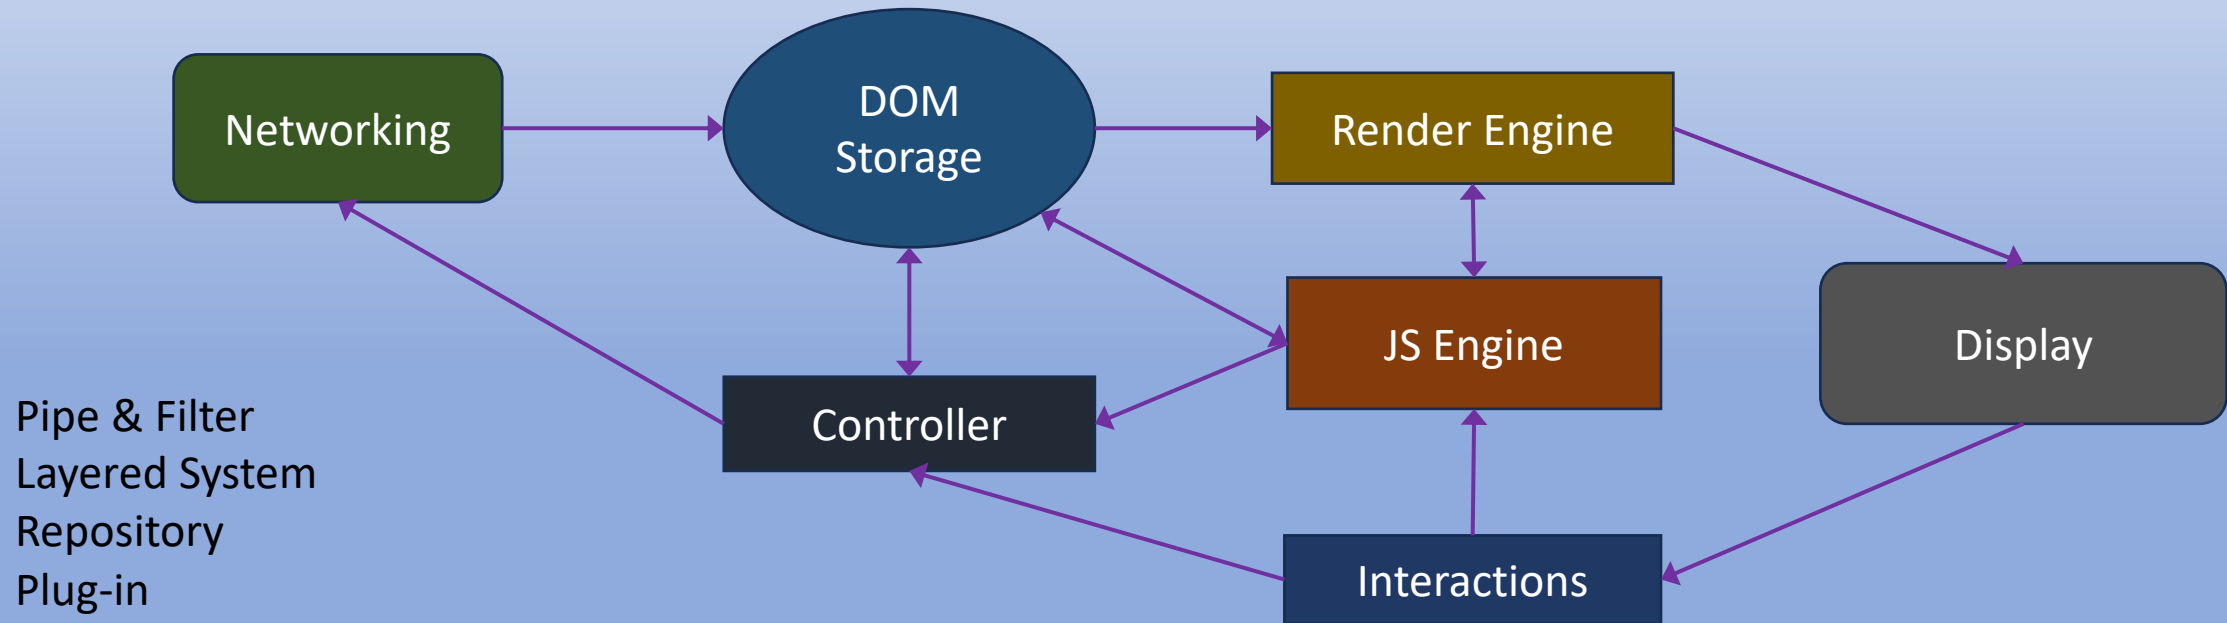 Networking
DOM
Storage
Render Engine
JS Engine
Display
Controller
Interactions
Pipe & Filter
Layered System
Repository
Plug-in